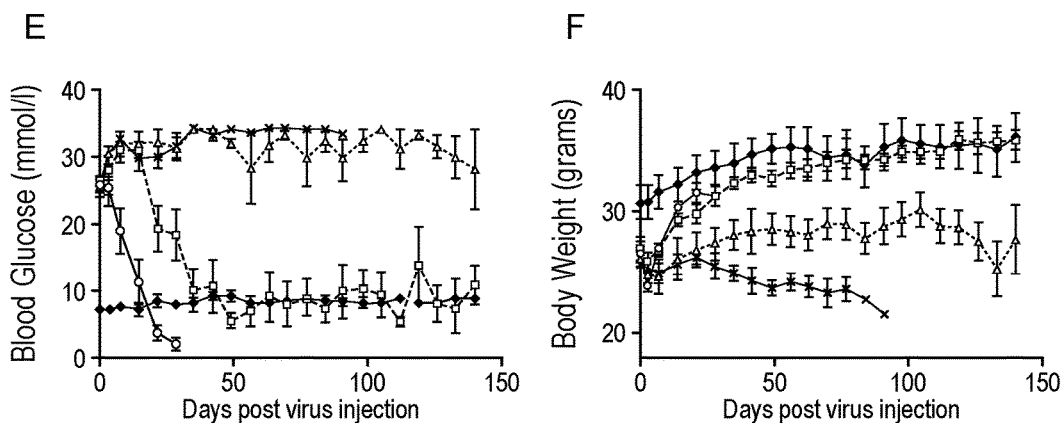 E
F
Blood Glucose (mmol/l)
40
30
20
10
0
0 50 100 150
Days post virus injection
Body Weight (grams)
40
30
20
0 50 100 150
Days post virus injection